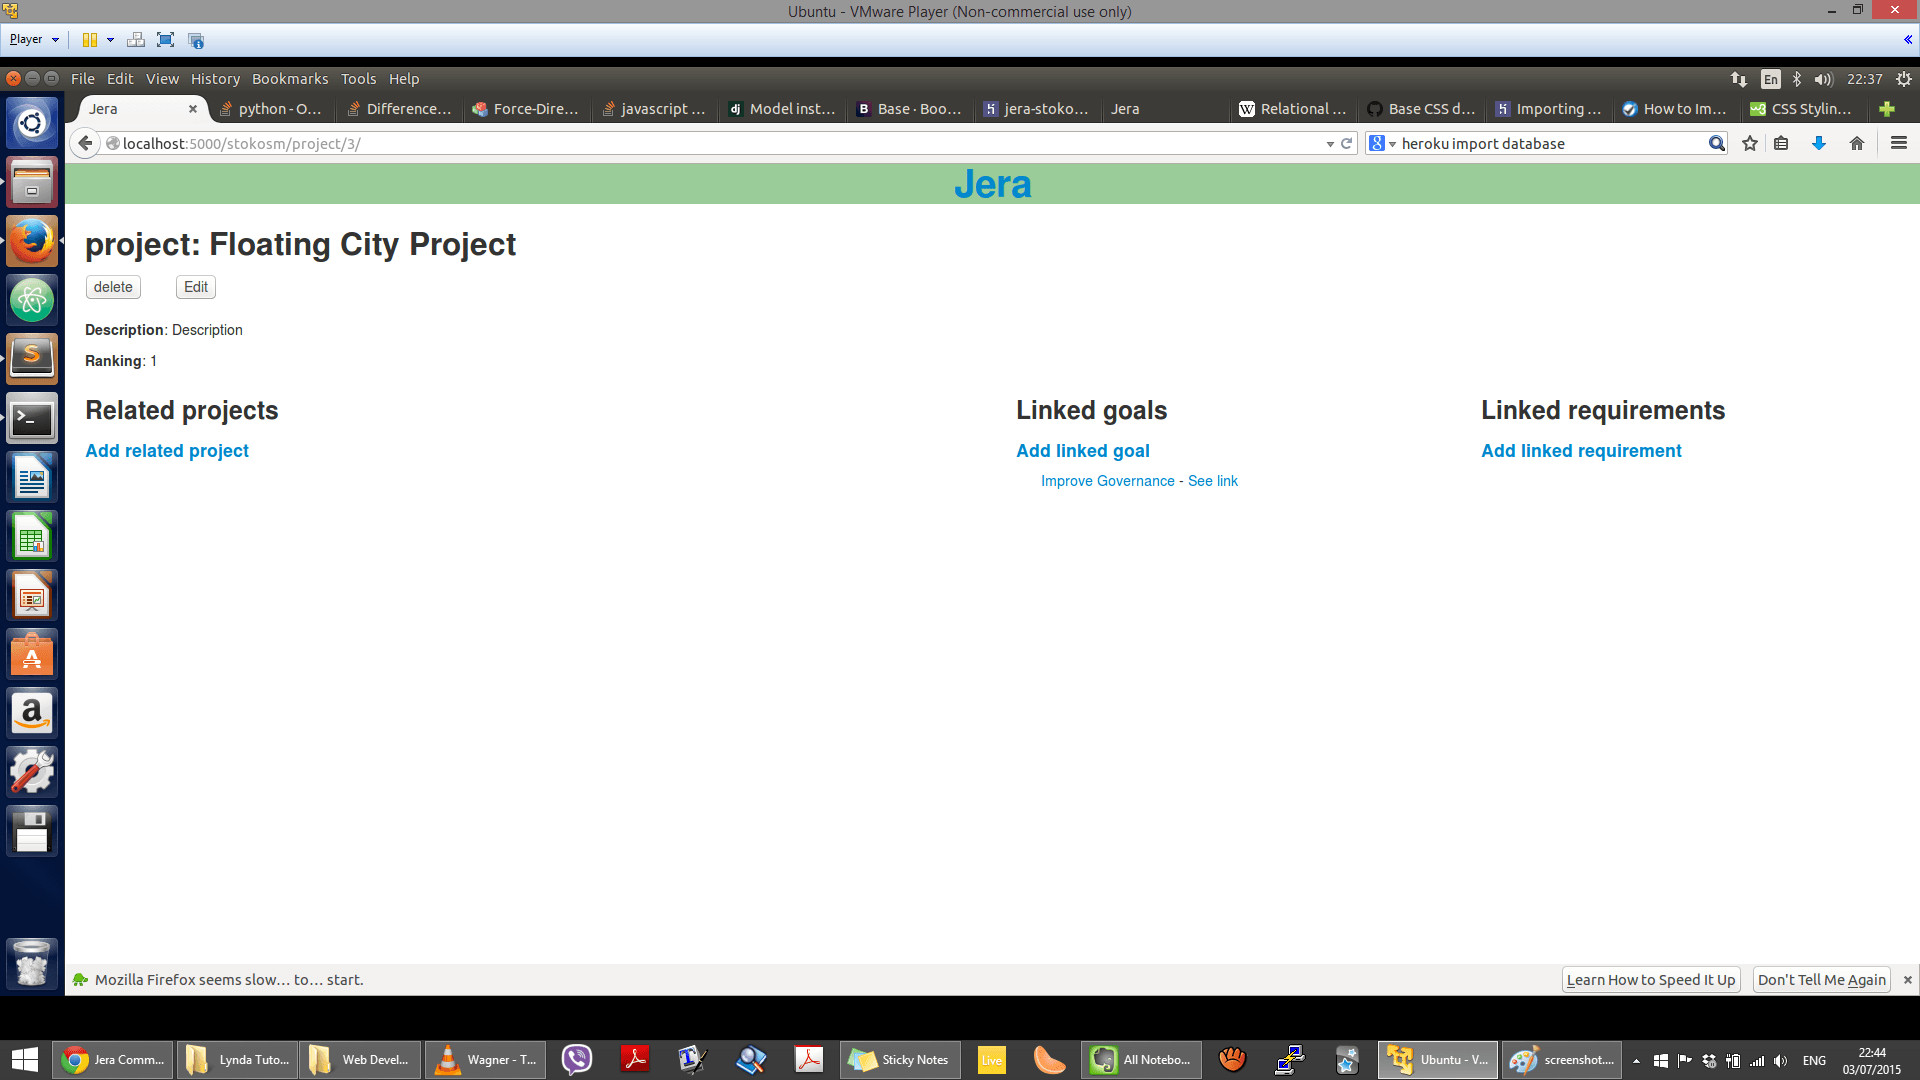 Ubuntu - VMware Player (Non-commercial use only)
Player
File Edit View History Bookmarks Tools Help
En 22:37
Jera python - O... Difference... Force-Dire... javascript ... Model inst... Base · Boo... jera-stoko... Jera Relational ... Base CSS d... Importing ... How to Im... CSS Stylin...
localhost:5000/stokosm/project/3/
heroku import database
Jera
project: Floating City Project
delete Edit
Description: Description
Ranking: 1
Related projects Linked goals Linked requirements
Add related project Add linked goal Add linked requirement
Improve Governance - See link
Mozilla Firefox seems slow... to... start. Learn How to Speed It Up Don't Tell Me Again
Jera Comm... Lynda Tuto... Web Devel... Wagner - T... Sticky Notes Live All Notebo... Ubuntu - V... screenshot.... ENG 22:44
03/07/2015